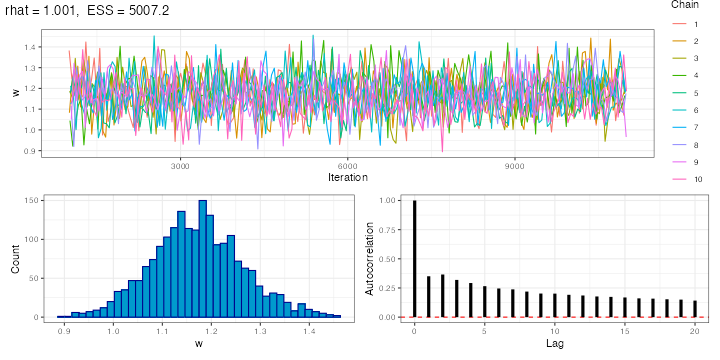 rhat = 1.001, ESS = 5007.2
Chain
1
2
3
4
5
6
7
8
9
10
w
1.4
1.3
1.2
1.1
1.0
0.9
3000 6000 9000
Iteration
Count
150
100
50
0
0.9 1.0 1.1 1.2 1.3 1.4
w
Autocorrelation
1.00
0.75
0.50
0.25
0.00
0 5 10 15 20
Lag